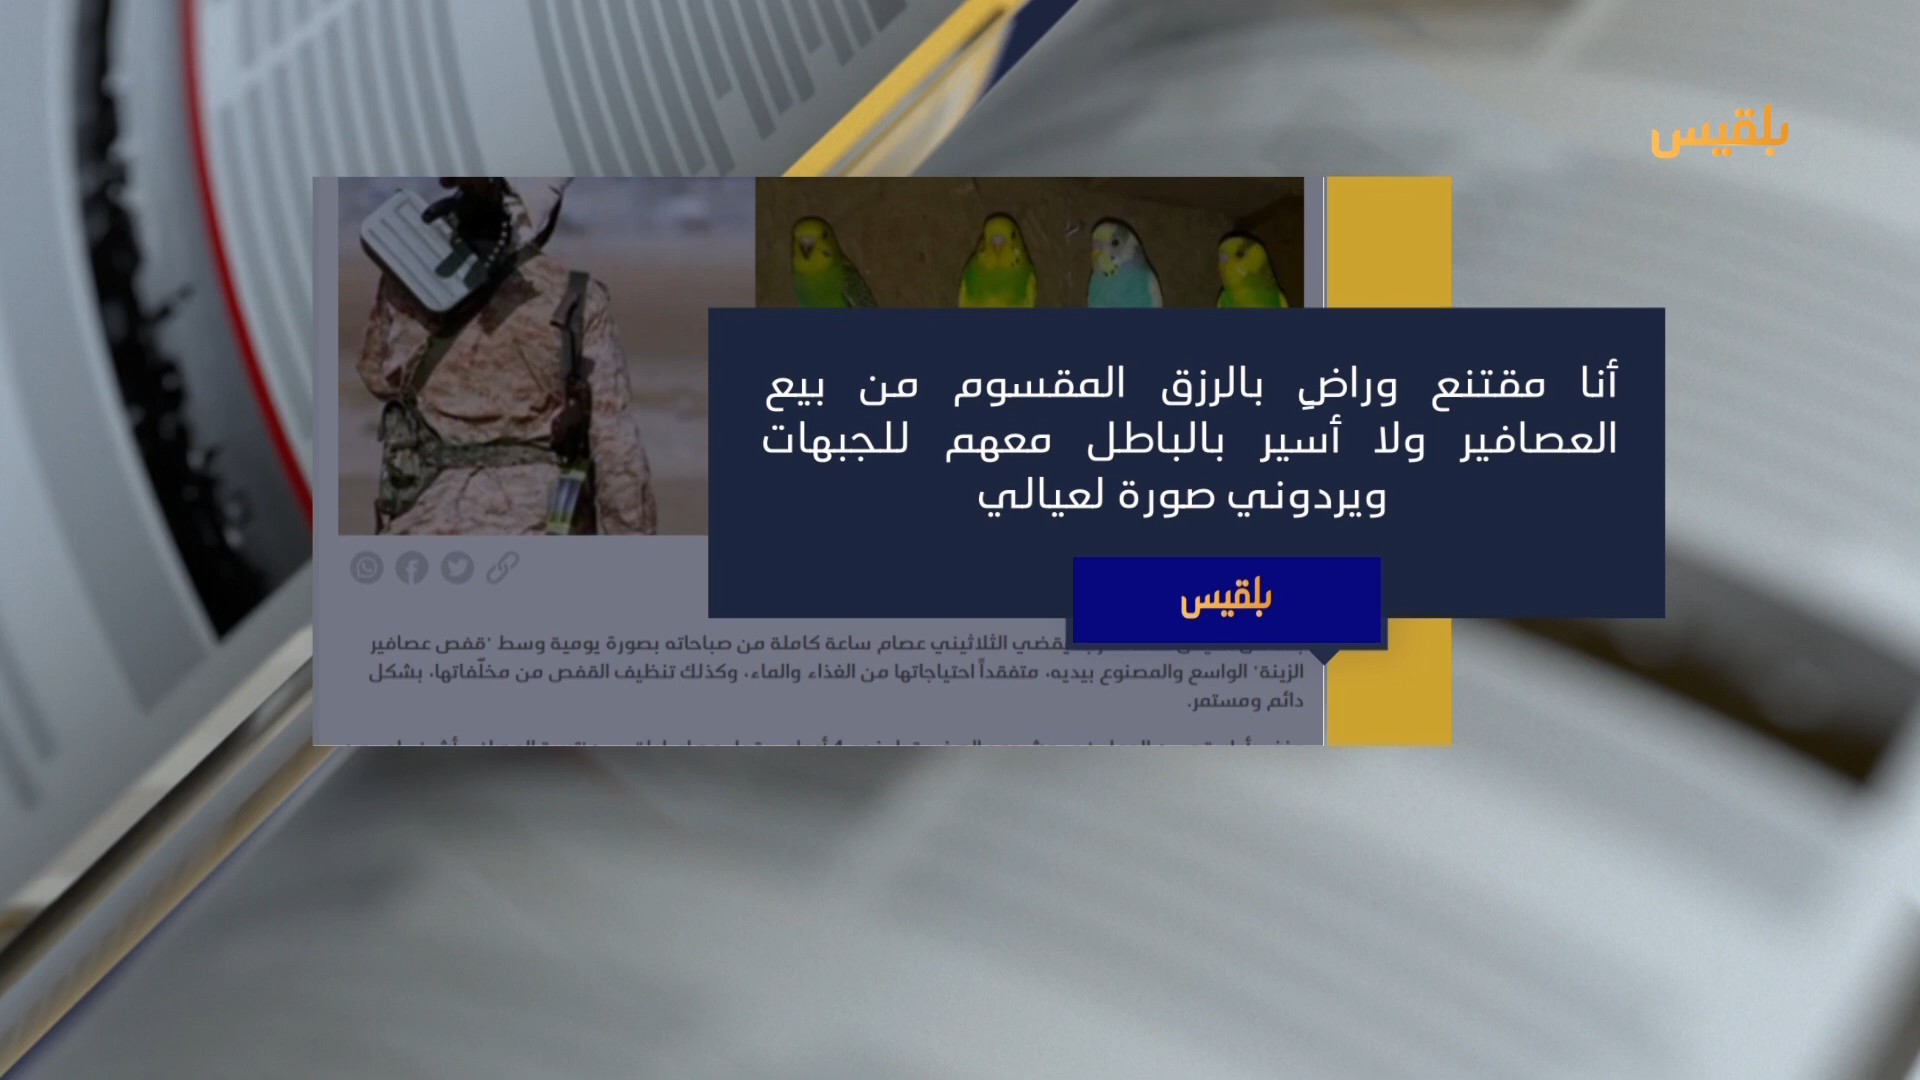 بلقيس
أنا مقتنع وراضٍ بالرزق المقسوم من بيع
العصافير ولا أسير بالباطل معهم للجبهات
ويردوني صورة لعيالي
بلقيس
يقضي الثلاثيني عصام ساعة كاملة من صباحاته بصورة يومية وسط "قفص عصافير
الزينة" الواسع والمصنوع بيديه، متفقداً احتياجاتها من الغذاء والماء، وكذلك تنظيف القفص من مخلّفاتها، بشكل
دائم ومستمر.